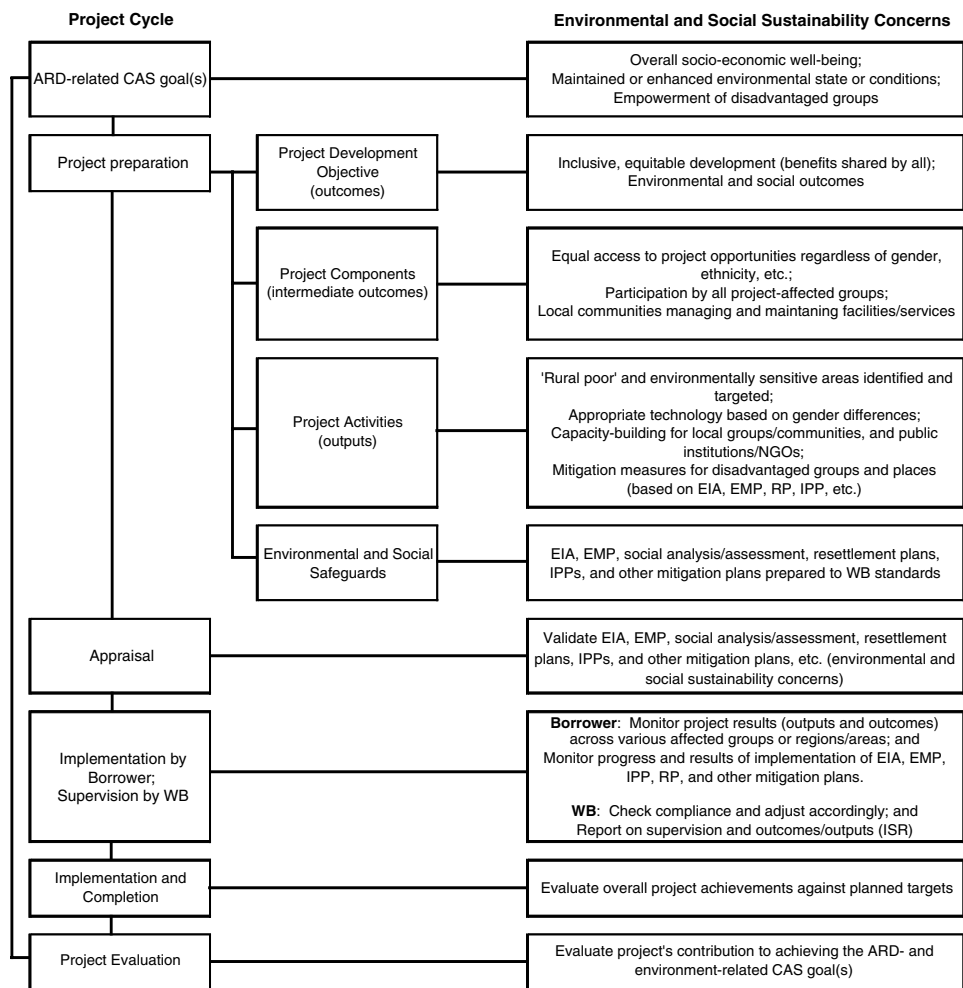 Project Cycle
Environmental and Social Sustainability Concerns
ARD-related CAS goal(s)
Overall socio-economic well-being;
Maintained or enhanced environmental state or conditions;
Empowerment of disadvantaged groups
Project preparation
Project Development
Objective
(outcomes)
Inclusive, equitable development (benefits shared by all);
Environmental and social outcomes
Project Components
(intermediate outcomes)
Equal access to project opportunities regardless of gender,
ethnicity, etc.;
Participation by all project-affected groups;
Local communities managing and maintaning facilities/services
Project Activities
(outputs)
'Rural poor' and environmentally sensitive areas identified and
targeted;
Appropriate technology based on gender differences;
Capacity-building for local groups/communities, and public
institutions/NGOs;
Mitigation measures for disadvantaged groups and places
(based on EIA, EMP, RP, IPP, etc.)
Environmental and Social
Safeguards
EIA, EMP, social analysis/assessment, resettlement plans,
IPPs, and other mitigation plans prepared to WB standards
Appraisal
Validate EIA, EMP, social analysis/assessment, resettlement
plans, IPPs, and other mitigation plans, etc. (environmental and
social sustainability concerns)
Implementation by
Borrower;
Supervision by WB
Borrower: Monitor project results (outputs and outcomes)
across various affected groups or regions/areas; and
Monitor progress and results of implementation of EIA, EMP,
IPP, RP, and other mitigation plans.
WB: Check compliance and adjust accordingly; and
Report on supervision and outcomes/outputs (ISR)
Implementation and
Completion
Evaluate overall project achievements against planned targets
Project Evaluation
Evaluate project's contribution to achieving the ARD- and
environment-related CAS goal(s)